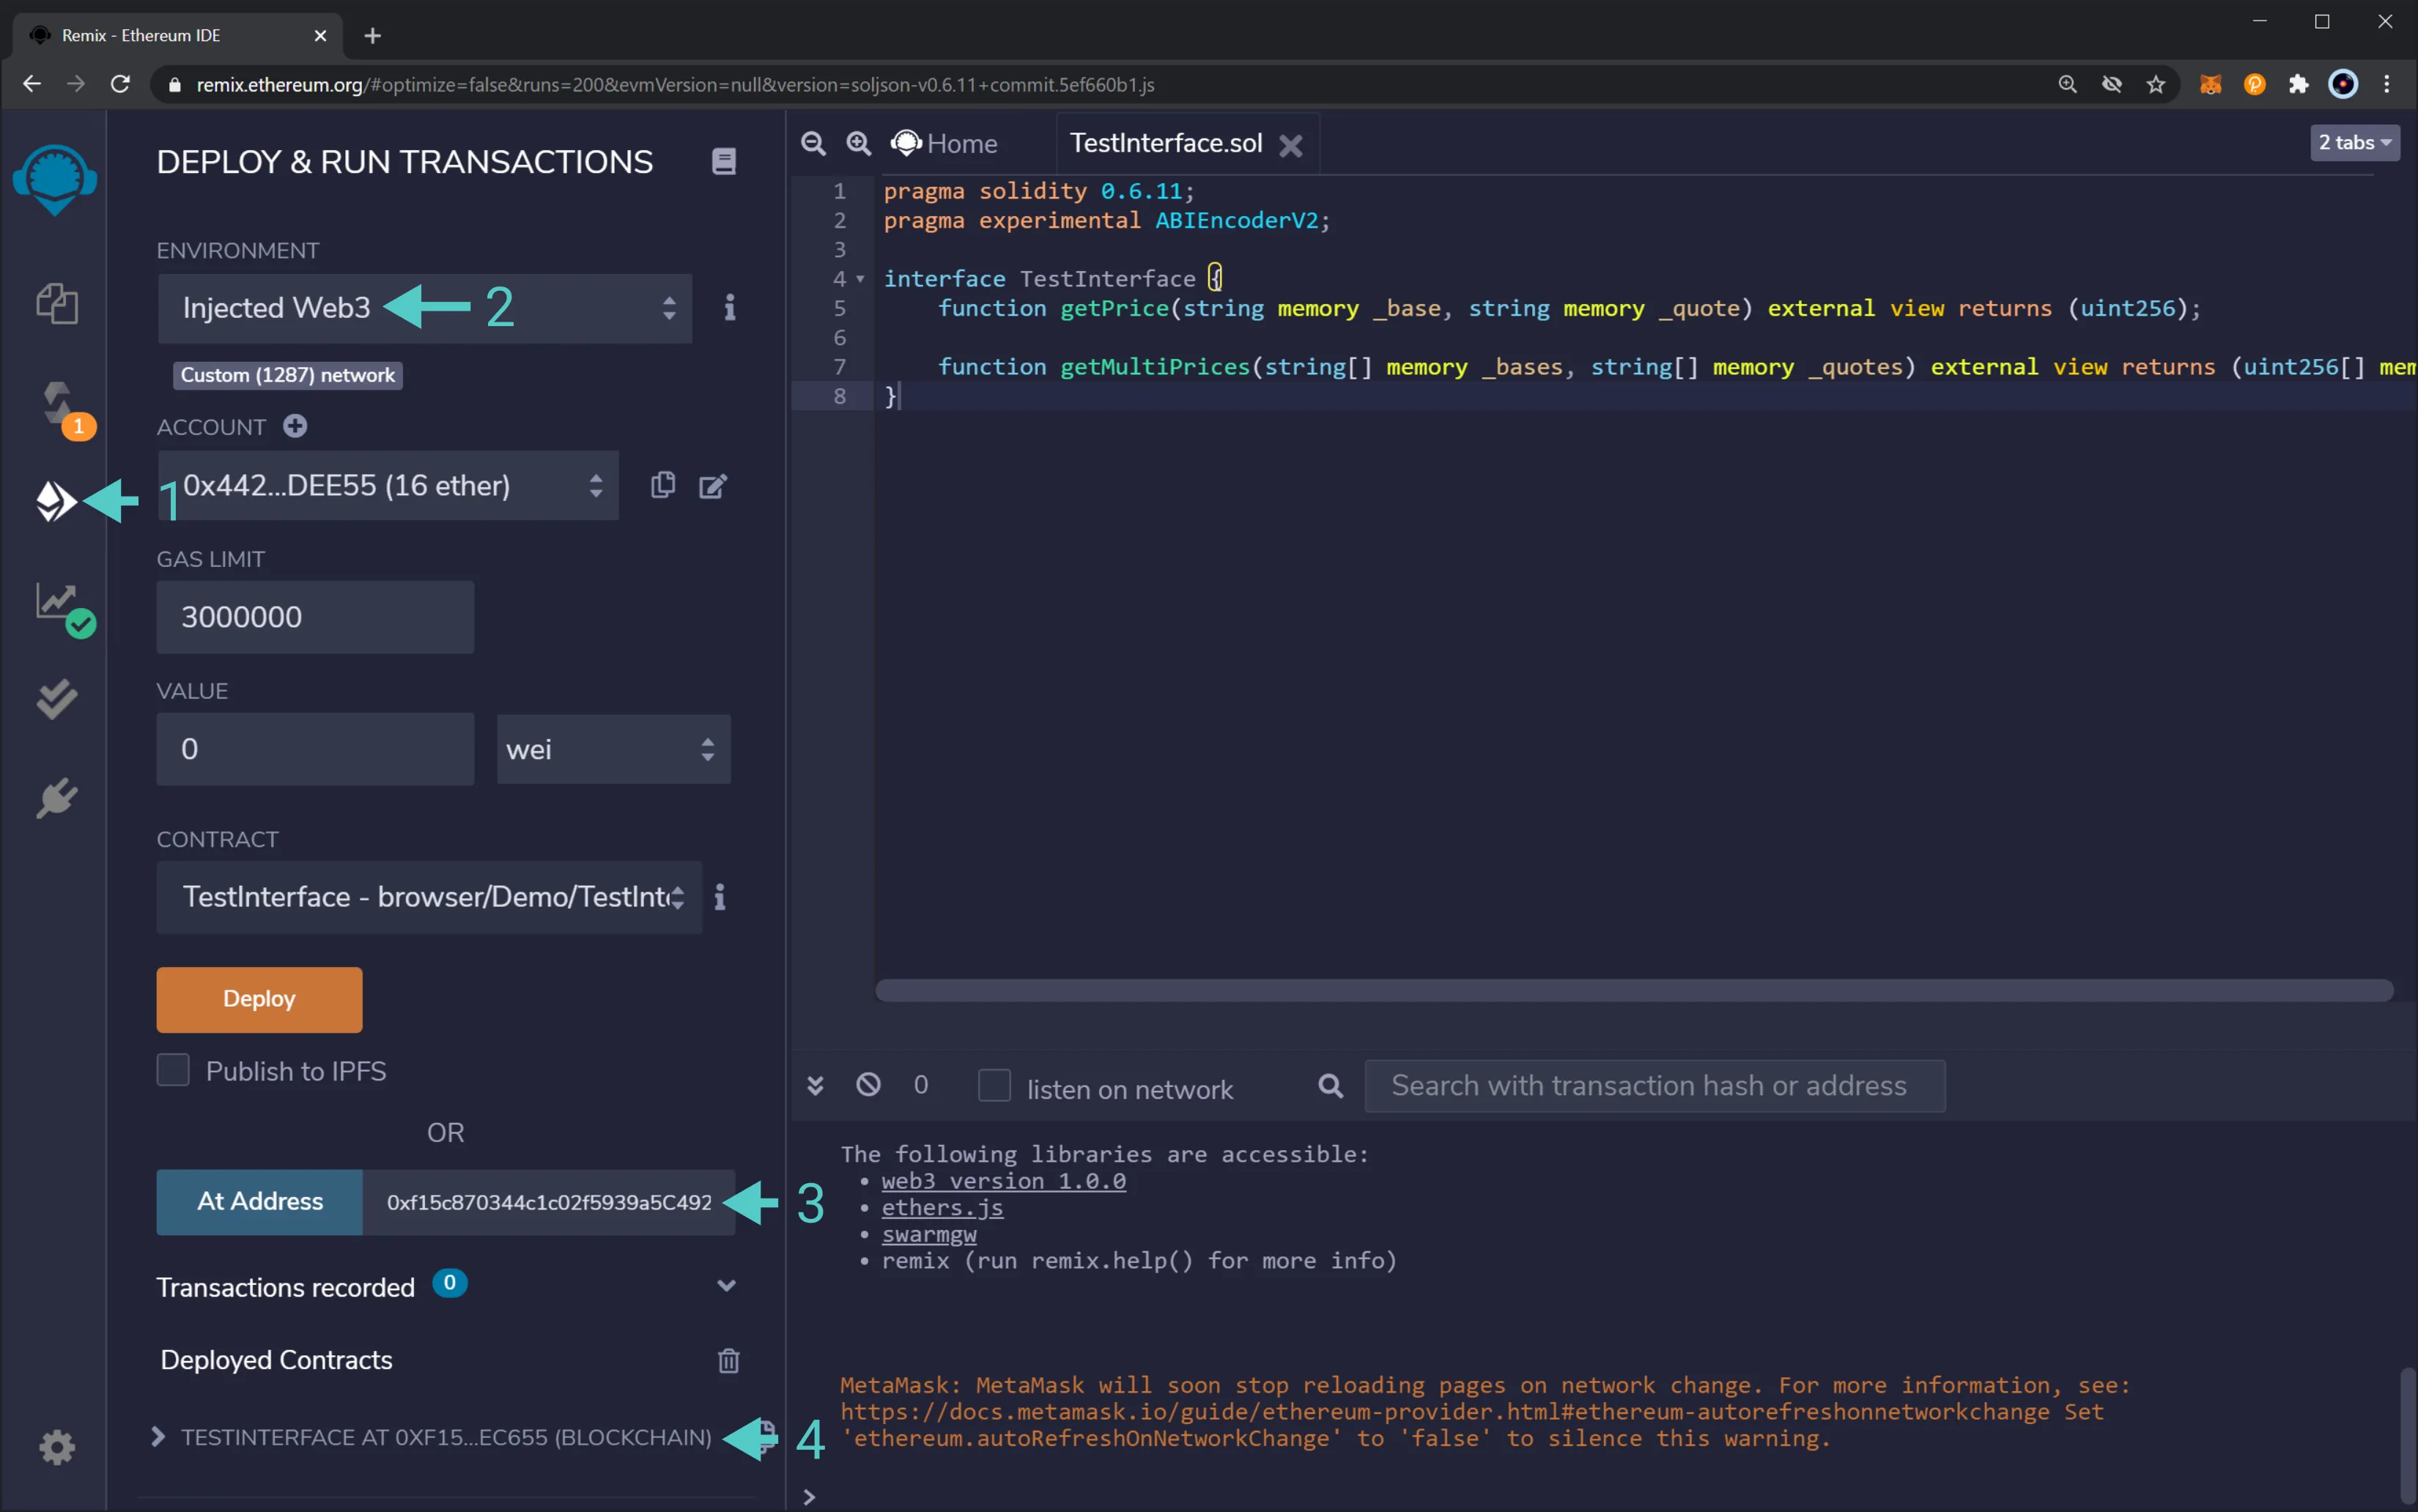 Remix - Ethereum IDE
remix.ethereum.org/#optimize=false&runs=200&evmVersion=null&version=soljson-v0.6.11+commit.5ef660b1.js
DEPLOY & RUN TRANSACTIONS
ENVIRONMENT
Injected Web3
2
Custom (1287) network
ACCOUNT
1
0x442...DEE55 (16 ether)
1
GAS LIMIT
3000000
VALUE
0
wei
CONTRACT
TestInterface - browser/Demo/TestInte
Deploy
Publish to IPFS
OR
At Address
0xf15c870344c1c02f5939a5C492
3
Transactions recorded
0
Deployed Contracts
TESTINTERFACE AT 0XF15...EC655 (BLOCKCHAIN)
4
Home
TestInterface.sol
2 tabs
1 pragma solidity 0.6.11;
2 pragma experimental ABIEncoderV2;
3
4 interface TestInterface {
5 function getPrice(string memory _base, string memory _quote) external view returns (uint256);
6
7 function getMultiPrices(string[] memory _bases, string[] memory _quotes) external view returns (uint256[] mem
8 }
0
listen on network
Search with transaction hash or address
The following libraries are accessible:
• web3 version 1.0.0
• ethers.js
• swarmgw
• remix (run remix.help() for more info)
MetaMask: MetaMask will soon stop reloading pages on network change. For more information, see:
https://docs.metamask.io/guide/ethereum-provider.html#ethereum-autorefreshonnetworkchange Set
'ethereum.autoRefreshOnNetworkChange' to 'false' to silence this warning.
>